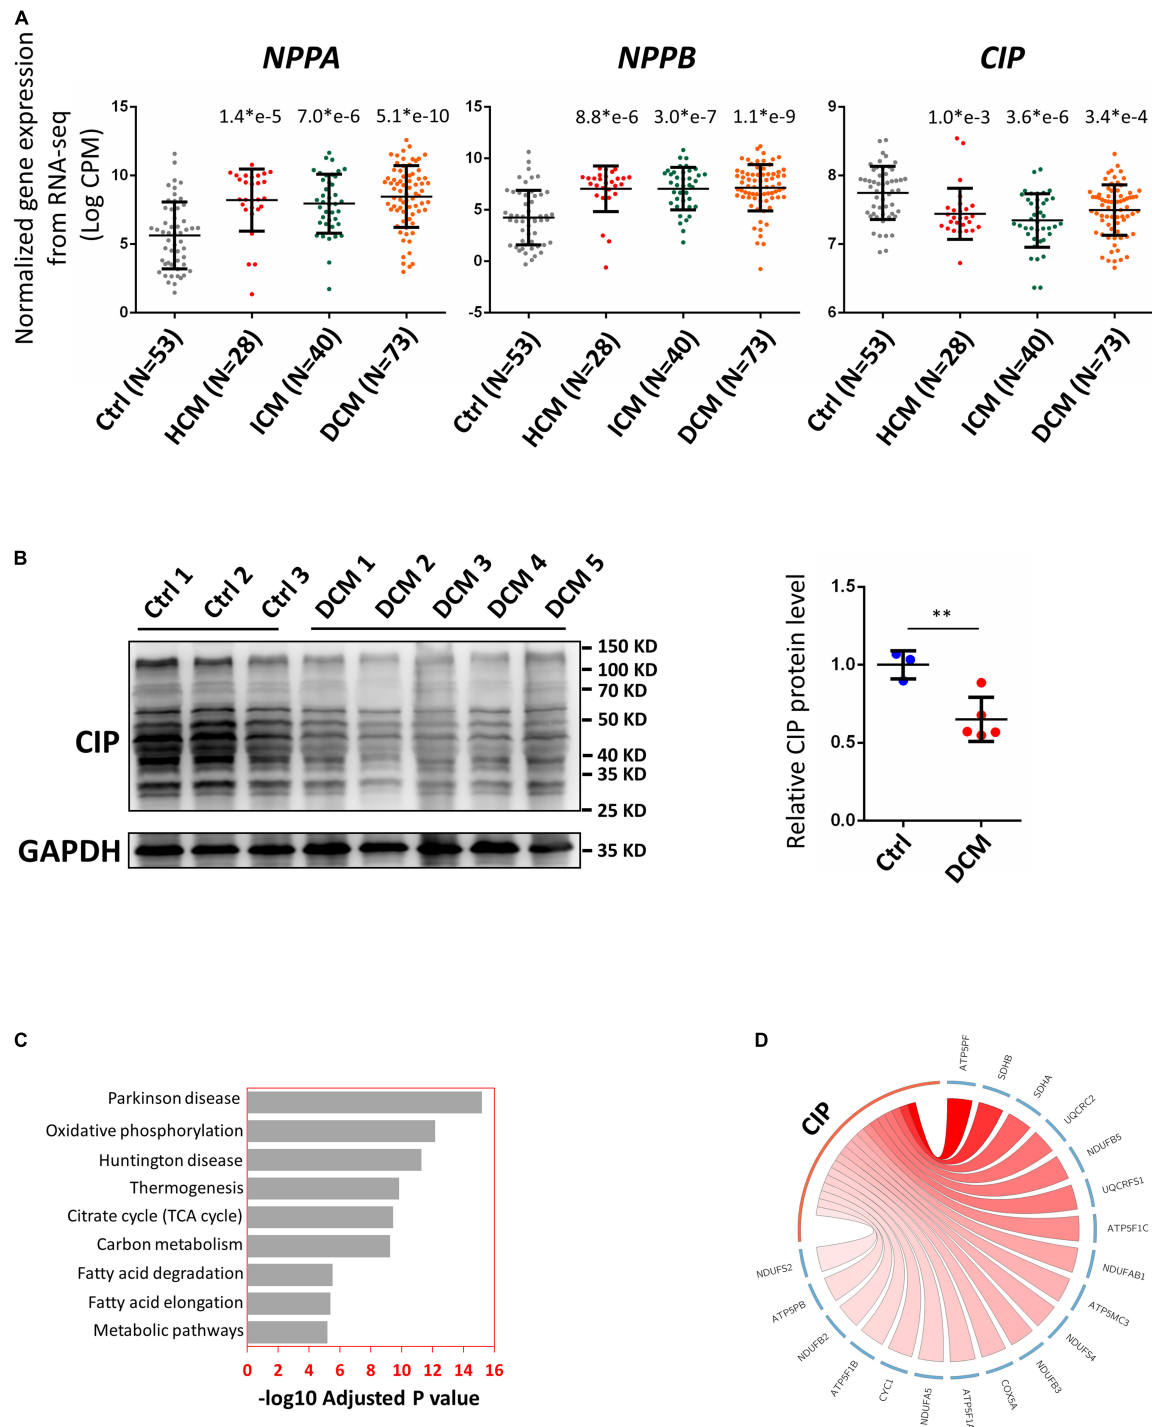 A
Normalized gene expression
from RNA-seq
(Log CPM)
NPPA
1.4*e-5 7.0*e-6 5.1*e-10
15
10
5
0
Ctrl (N=53)
HCM (N=28)
ICM (N=40)
DCM (N=73)
NPPB
8.8*e-6 3.0*e-7 1.1*e-9
15
10
5
0
-5
Ctrl (N=53)
HCM (N=28)
ICM (N=40)
DCM (N=73)
CIP
1.0*e-3 3.6*e-6 3.4*e-4
9
8
7
6
Ctrl (N=53)
HCM (N=28)
ICM (N=40)
DCM (N=73)
B
Ctrl 1
Ctrl 2
Ctrl 3
DCM 1
DCM 2
DCM 3
DCM 4
DCM 5
CIP
150 KD
100 KD
70 KD
50 KD
40 KD
35 KD
25 KD
GAPDH
35 KD
Relative CIP protein level
1.5
1.0
0.5
0.0
**
Ctrl
DCM
C
Parkinson disease
Oxidative phosphorylation
Huntington disease
Thermogenesis
Citrate cycle (TCA cycle)
Carbon metabolism
Fatty acid degradation
Fatty acid elongation
Metabolic pathways
0 2 4 6 8 10 12 14 16
-log10 Adjusted P value
D
CIP
ATP5PF
SDHB
SDHA
UQCRC2
NDUFB5
UQCRFS1
ATP5F1C
NDUFAB1
ATP5MC3
NDUFS4
NDUFB3
COX5A
ATP5F1A
NDUFA5
CYC1
ATP5F1B
NDUFB2
ATP5PB
NDUFS2